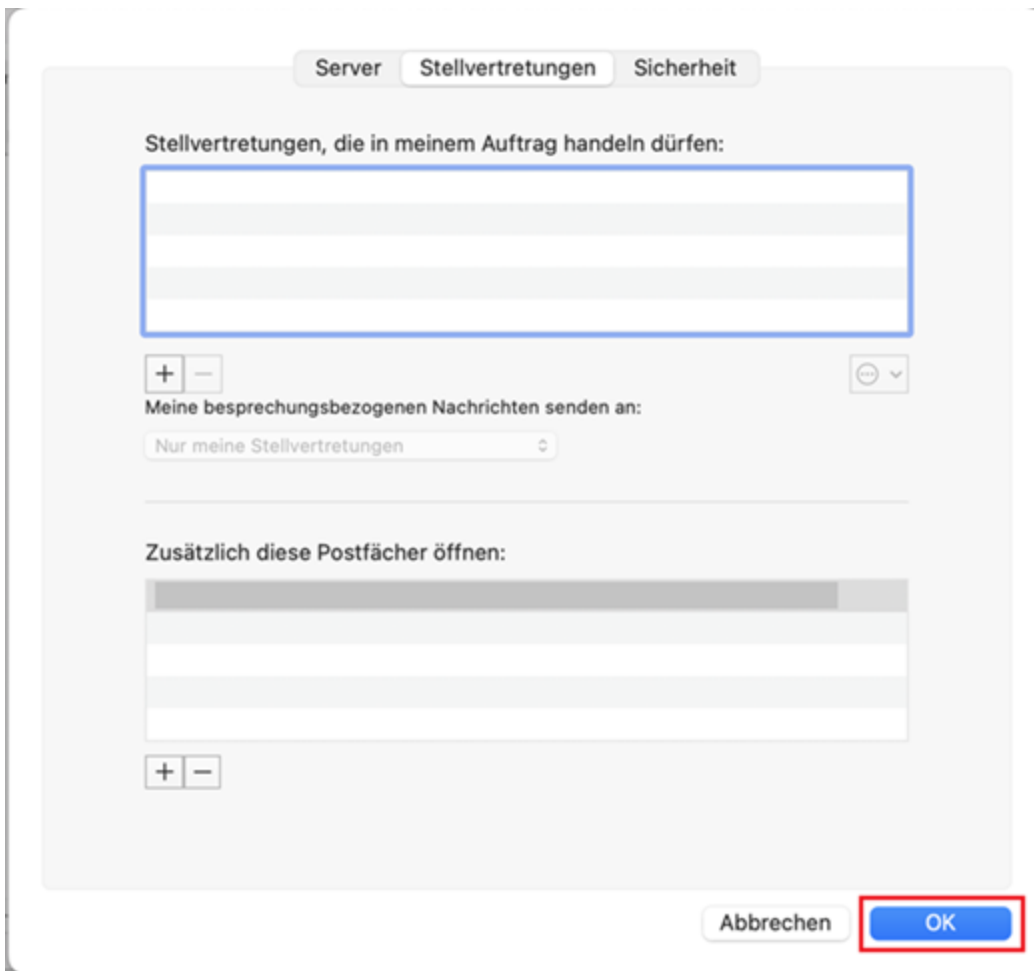 Server Stellvertretungen Sicherheit
Stellvertretungen, die in meinem Auftrag handeln dürfen:
Meine besprechungsbezogenen Nachrichten senden an:
Nur meine Stellvertretungen
Zusätzlich diese Postfächer öffnen:
Abbrechen OK